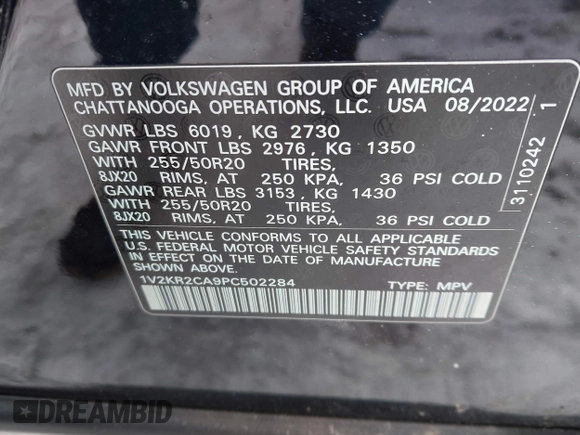 MFD BY VOLKSWAGEN GROUP OF AMERICA
CHATTANOOGA OPERATIONS, LLC. USA 08/2022
GVWR LBS 6019 , KG 2730
GAWR FRONT LBS 2976 , KG 1350
WITH 255/50R20 TIRES,
8JX20 RIMS, AT 250 KPA, 36 PSI COLD
GAWR REAR LBS 3153 , KG 1430
WITH 255/50R20 TIRES,
8JX20 RIMS, AT 250 KPA, 36 PSI COLD
THIS VEHICLE CONFORMS TO ALL APPLICABLE
U.S. FEDERAL MOTOR VEHICLE SAFETY STANDARDS
IN EFFECT ON THE DATE OF MANUFACTURE
SHOWN ABOVE.
1V2KR2CA9PC502284 TYPE: MPV
3110242 1
DREAMBID